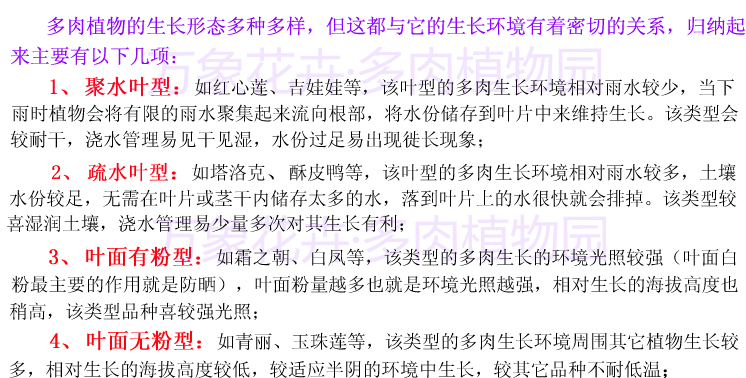 多肉植物的生长形态多种多样，但这都与它的生长环境有着密切的关系，归纳起
来主要有以下几项：
1、聚水叶型：如红心莲、吉娃娃等，该叶型的多肉生长环境相对雨水较少，当下
雨时植物会将有限的雨水聚集起来流向根部，将水份储存到叶片中来维持生长。该类型会
较耐干，浇水管理易见干见湿，水份过足易出现徒长现象；
2、疏水叶型：如塔洛克、酥皮鸭等，该叶型的多肉生长环境相对雨水较多，土壤
水份较足，无需在叶片或茎干内储存太多的水，落到叶片上的水很快就会排掉。该类型较
喜湿润土壤，浇水管理易少量多次对其生长有利；
3、叶面有粉型：如霜之朝、白凤等，该类型的多肉生长的环境光照较强（叶面白
粉最主要的作用就是防晒），叶面粉量越多也就是环境光照越强，相对生长的海拔高度也
稍高，该类型品种喜较强光照；
4、叶面无粉型：如青丽、玉珠莲等，该类型的多肉生长环境周围其它植物生长较
多，相对生长的海拔高度较低，较适应半阴的环境中生长，较其它品种不耐低温；
万象花卉·多肉植物园
万象花卉·多肉植物园